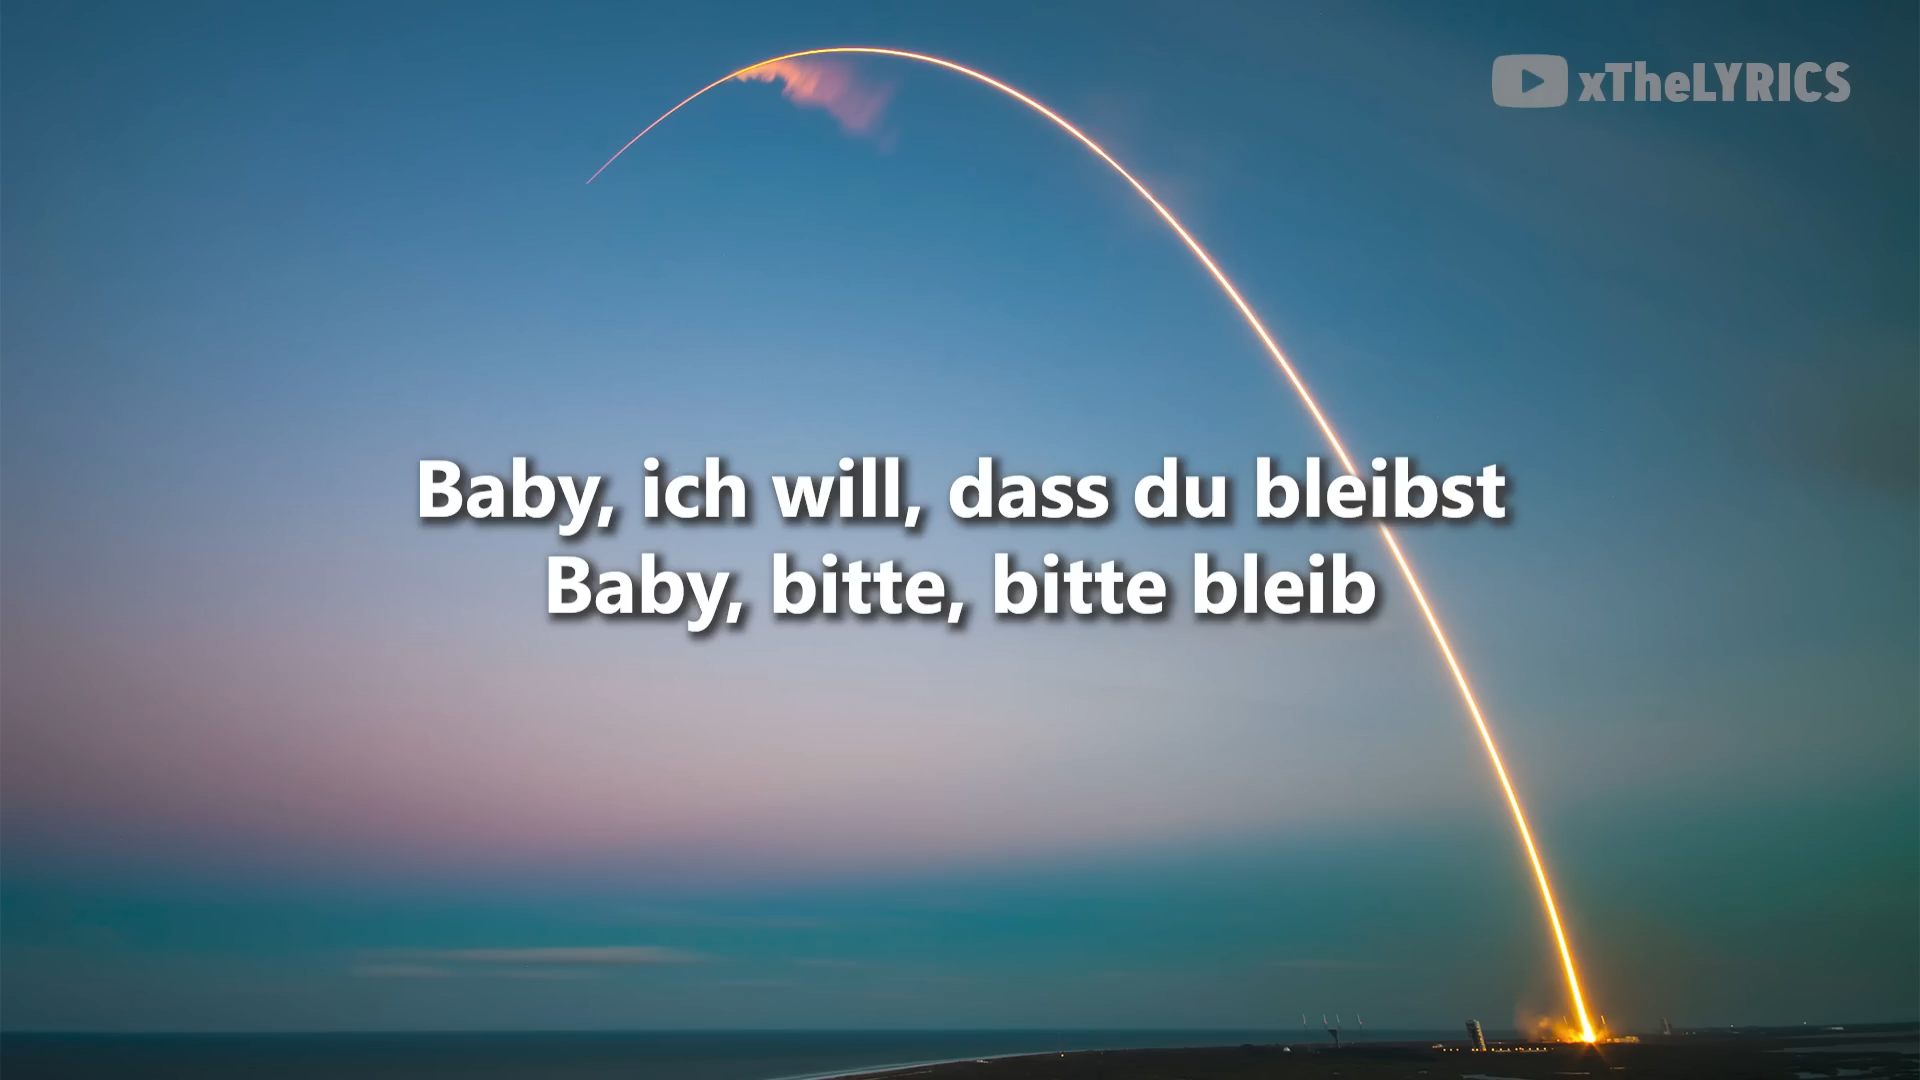 xTheLYRICS
Baby, ich will, dass du bleibst
Baby, bitte, bitte bleib